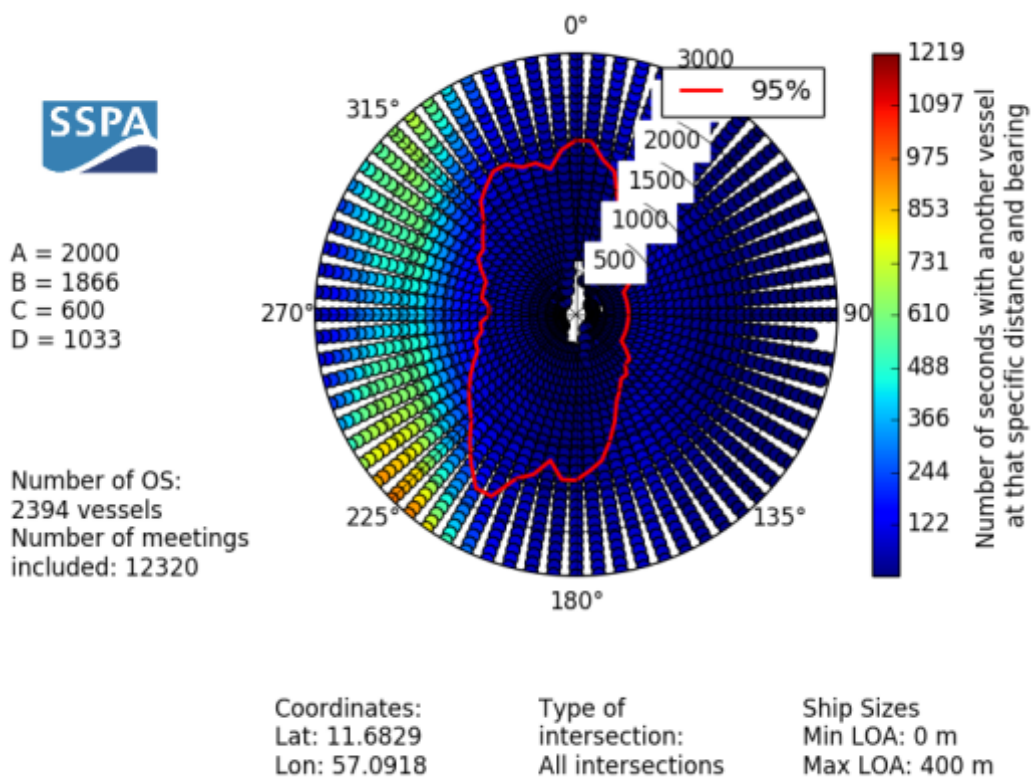 0°
3000
95%
2000
1500
1000
500
315°
270°
225°
180°
135°
90
SSPA
A = 2000
B = 1866
C = 600
D = 1033
Number of OS:
2394 vessels
Number of meetings
included: 12320
1219
1097
975
853
731
610
488
366
244
122
Number of seconds with another vessel
at that specific distance and bearing
Coordinates:
Lat: 11.6829
Lon: 57.0918
Type of
intersection:
All intersections
Ship Sizes
Min LOA: 0 m
Max LOA: 400 m